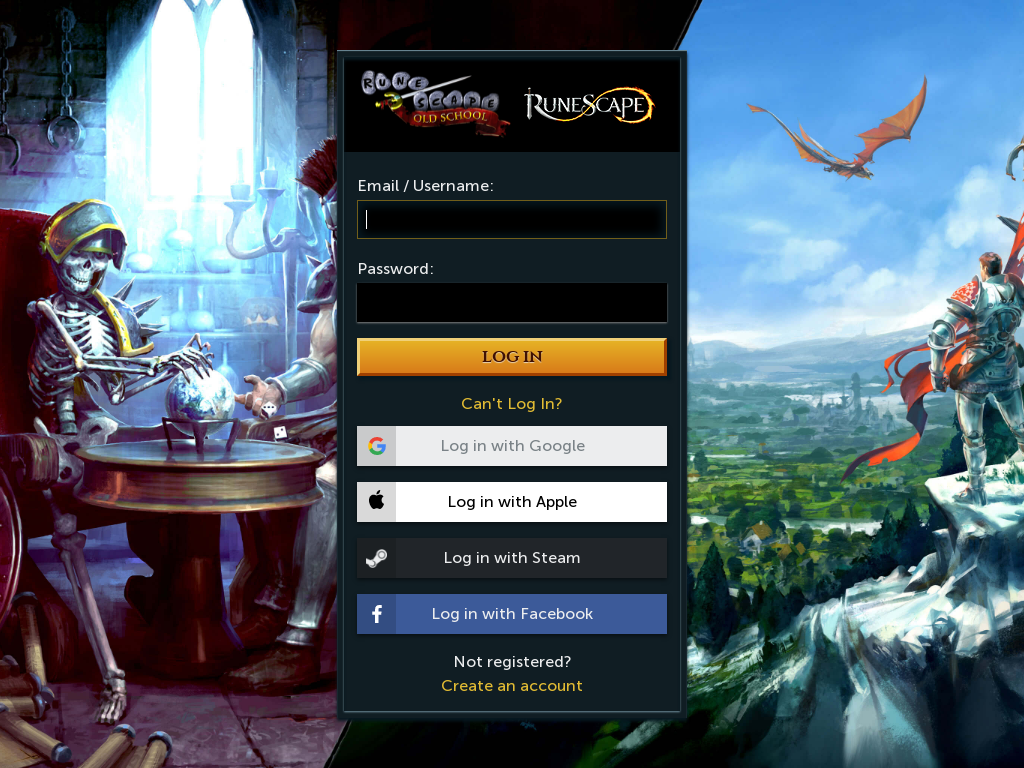 RUNE
SCAPE
OLD SCHOOL
RUNESCAPE
Email / Username:
Password:
LOG IN
Can't Log In?
Log in with Google
Log in with Apple
Log in with Steam
Log in with Facebook
Not registered?
Create an account